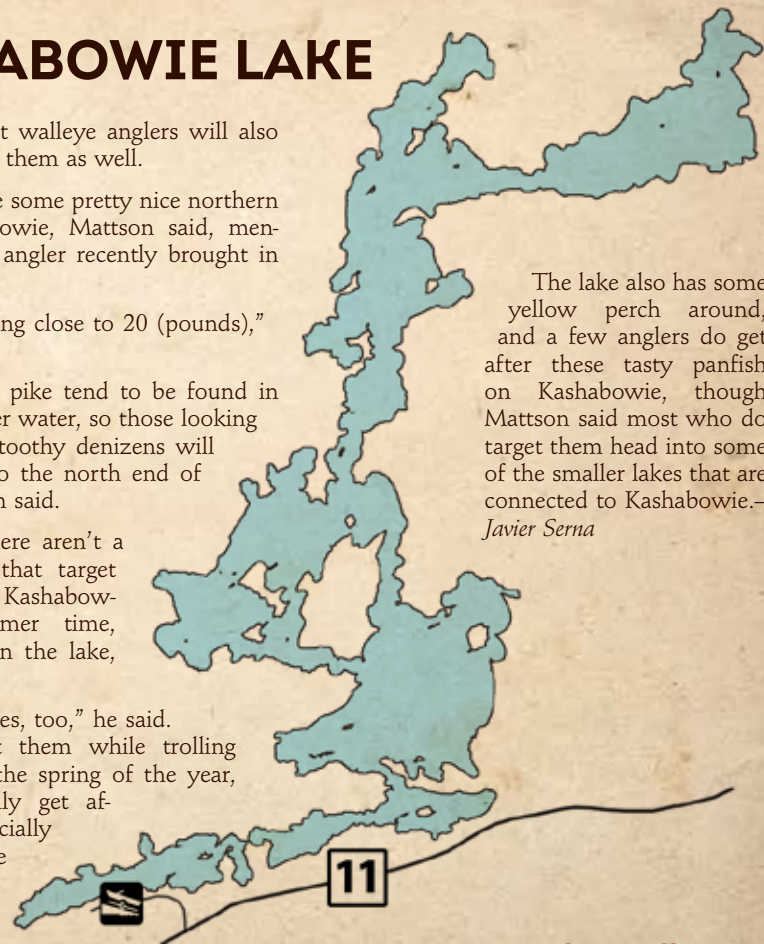 ABOWIE LAKE
t walleye anglers will also
them as well.
e some pretty nice northern
owie, Mattson said, men-
angler recently brought in
ng close to 20 (pounds),”
pike tend to be found in
er water, so those looking
toothy denizens will
o the north end of
n said.
ere aren’t a
that target
Kashabow-
mer time,
n the lake,
es, too,” he said.
t them while trolling
the spring of the year,
lly get af-
cially
e
The lake also has some
yellow perch around,
and a few anglers do get
after these tasty panfish
on Kashabowie, though
Mattson said most who do
target them head into some
of the smaller lakes that are
connected to Kashabowie.–
Javier Serna
11